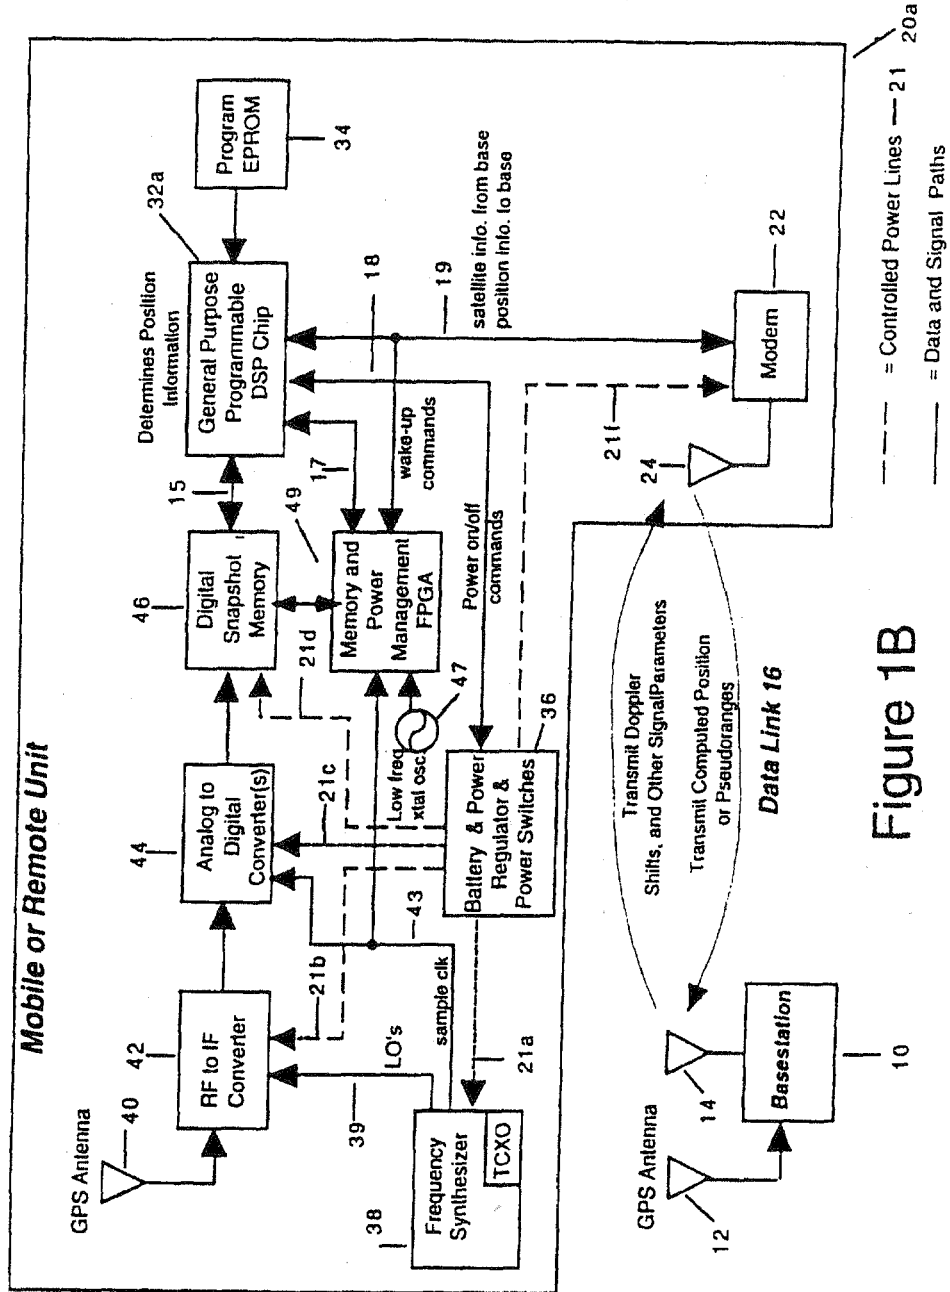 Mobile or Remote Unit
GPS Antenna
40
42
RF to IF
Converter
44
Analog to
Digital
Converter(s)
46
Digital
Snapshot
Memory
15
Determines Position
Information
32a
General Purpose
Programmable
DSP Chip
Program
EPROM
34
39
LO's
21b
21c
21d
49
17
18
19
38
Frequency
Synthesizer
TCXO
sample clk
43
21a
Low freq
xtal osc.
47
Memory and
Power
Management
FPGA
wake-up
commands
Power on/off
commands
satellite info. from base
position info. to base
Battery & Power
Regulator &
Power Switches
36
21f
24
Modem
22
20a
GPS Antenna
12
14
Basestation
10
Transmit Doppler
Shifts, and Other SignalParameters
Transmit Computed Position
or Pseudoranges
Data Link 16
= Controlled Power Lines — 21
= Data and Signal Paths
Figure 1B